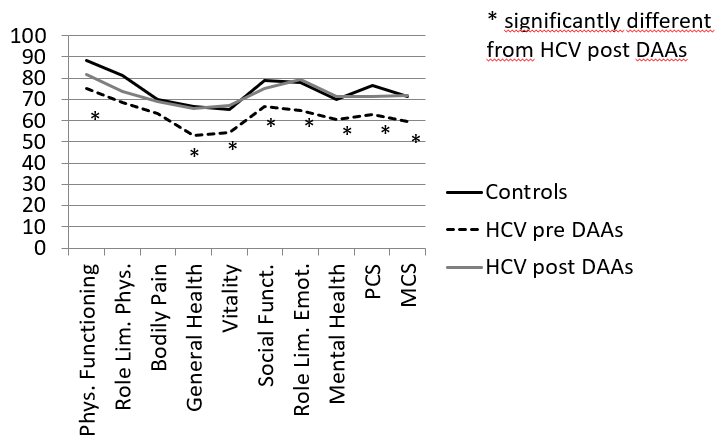 * significantly different
from HCV post DAAs
100
90
80
70
60
50
40
30
20
10
0
* * * * * * * *
Phys. Functioning
Role Lim. Phys.
Bodily Pain
General Health
Vitality
Social Funct.
Role Lim. Emot.
Mental Health
PCS
MCS
Controls
HCV pre DAAs
HCV post DAAs